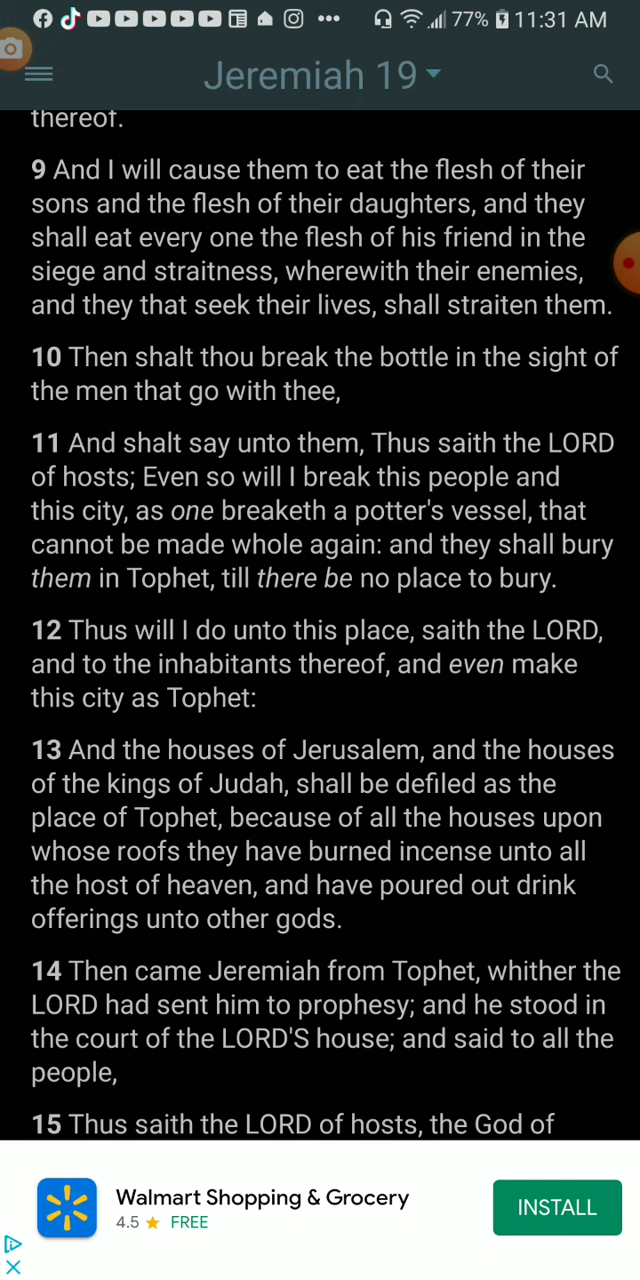 77% 11:31 AM
Jeremiah 19
thereof.
9 And I will cause them to eat the flesh of their
sons and the flesh of their daughters, and they
shall eat every one the flesh of his friend in the
siege and straitness, wherewith their enemies,
and they that seek their lives, shall straiten them.
10 Then shalt thou break the bottle in the sight of
the men that go with thee,
11 And shalt say unto them, Thus saith the LORD
of hosts; Even so will I break this people and
this city, as one breaketh a potter's vessel, that
cannot be made whole again: and they shall bury
them in Tophet, till there be no place to bury.
12 Thus will I do unto this place, saith the LORD,
and to the inhabitants thereof, and even make
this city as Tophet:
13 And the houses of Jerusalem, and the houses
of the kings of Judah, shall be defiled as the
place of Tophet, because of all the houses upon
whose roofs they have burned incense unto all
the host of heaven, and have poured out drink
offerings unto other gods.
14 Then came Jeremiah from Tophet, whither the
LORD had sent him to prophesy; and he stood in
the court of the LORD'S house; and said to all the
people,
15 Thus saith the LORD of hosts, the God of
Walmart Shopping & Grocery
4.5 ★ FREE
INSTALL